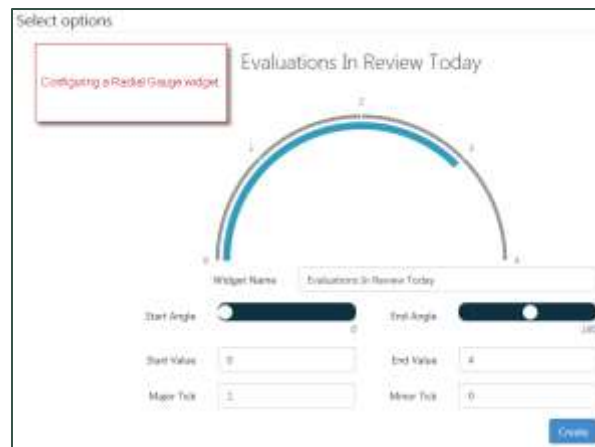 Select options
Configuring a Radial Gauge widget
Evaluations In Review Today
2
1
3
0
4
Widget Name Evaluations In Review Today
Start Angle End Angle
0 180
Start Value 0 End Value 4
Major Tick 1 Minor Tick 0
Create